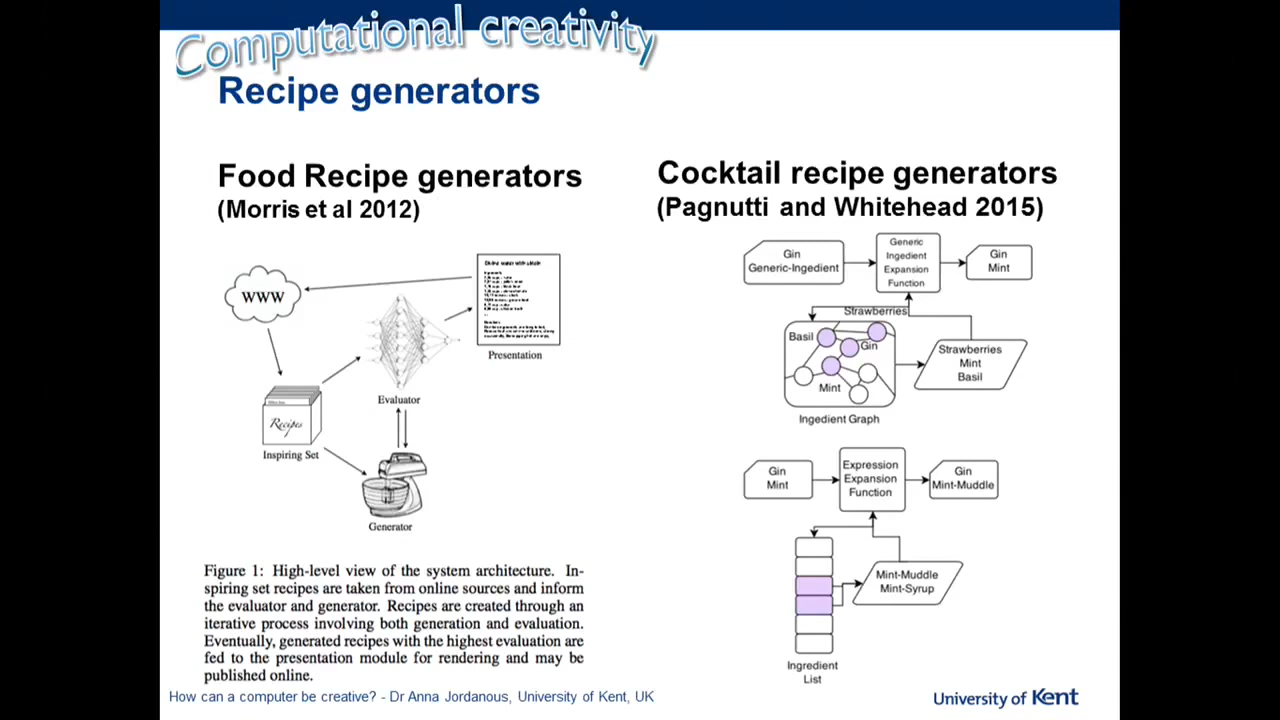 Computational creativity
Recipe generators
Food Recipe generators
(Morris et al 2012)
WWW
Presentation
Evaluator
Recipes
Inspiring Set
Generator
Figure 1: High-level view of the system architecture. In-
spiring set recipes are taken from online sources and inform
the evaluator and generator. Recipes are created through an
iterative process involving both generation and evaluation.
Eventually, generated recipes with the highest evaluation are
fed to the presentation module for rendering and may be
published online.
Cocktail recipe generators
(Pagnutti and Whitehead 2015)
Gin
Generic-Ingedient
Generic
Ingedient
Expansion
Function
Gin
Mint
Strawberries
Basil
Gin
Mint
Ingedient Graph
Strawberries
Mint
Basil
Gin
Mint
Expression
Expansion
Function
Gin
Mint-Muddle
Mint-Muddle
Mint-Syrup
Ingredient
List
How can a computer be creative? - Dr Anna Jordanous, University of Kent, UK
University of Kent